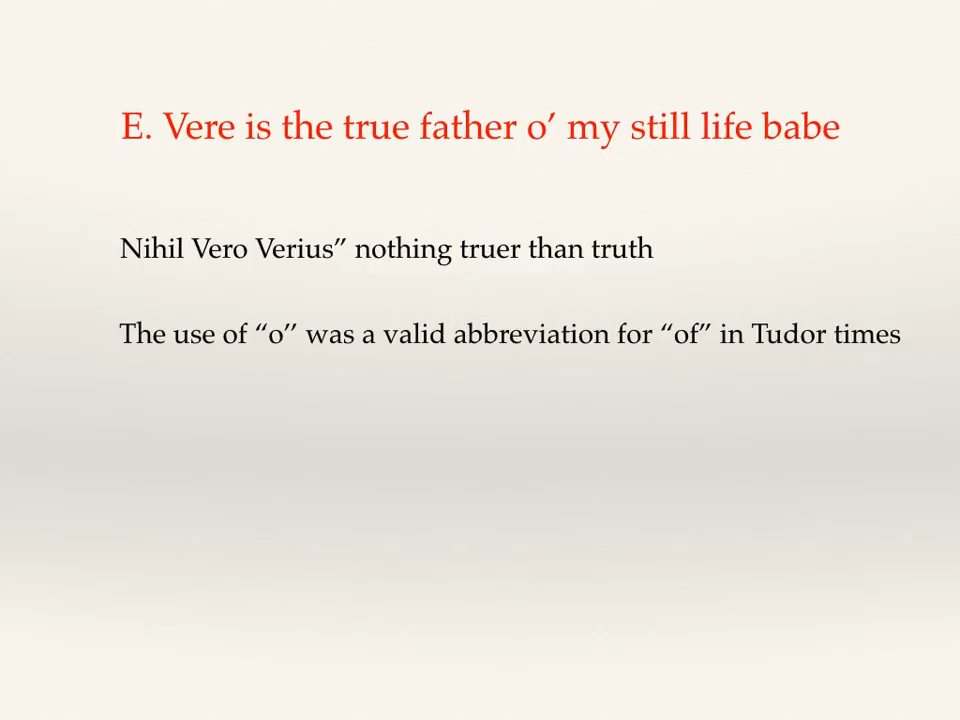 E. Vere is the true father o’ my still life babe
Nihil Vero Verius” nothing truer than truth
The use of “o’’ was a valid abbreviation for “of” in Tudor times